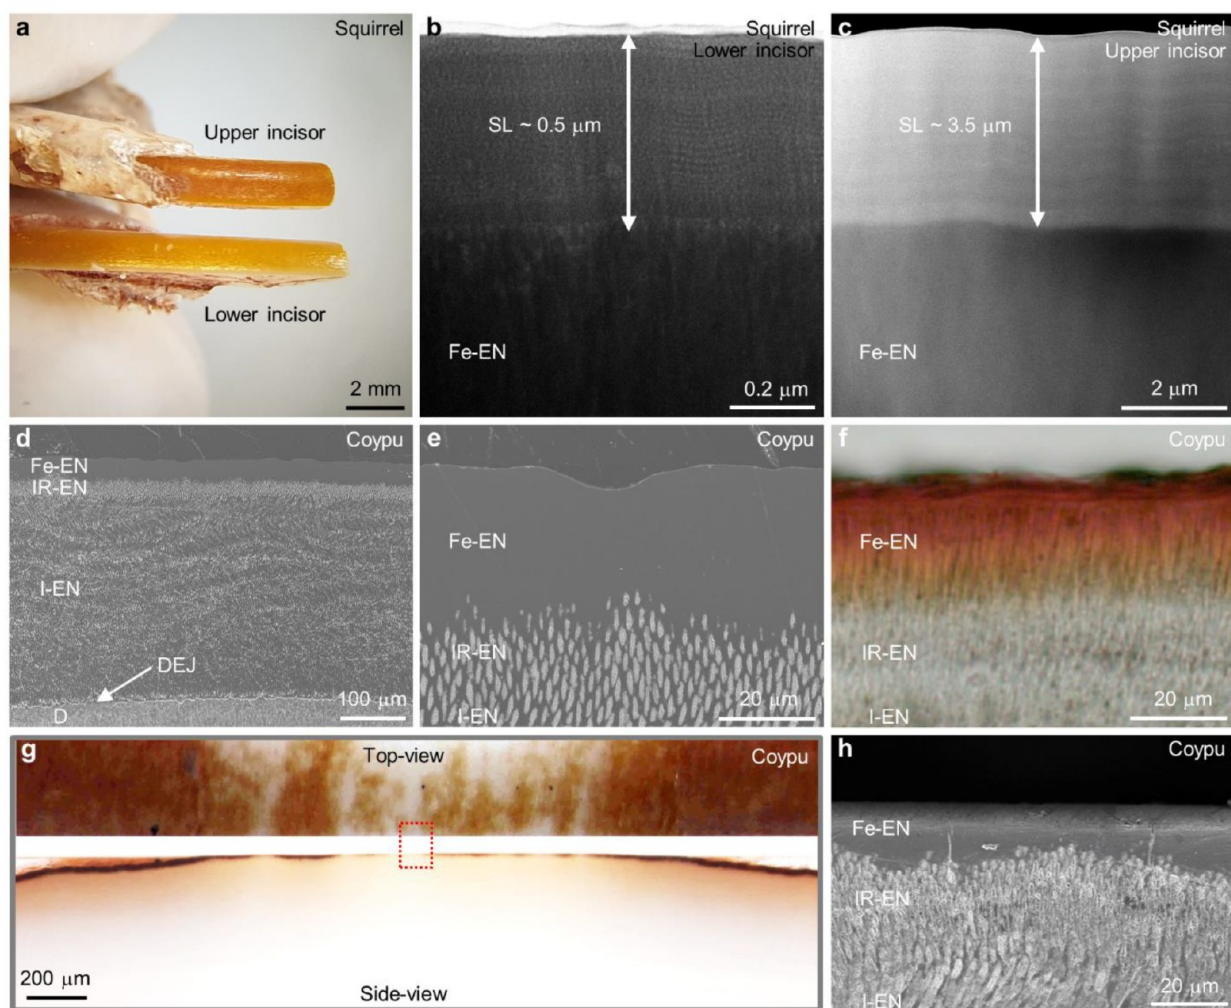 a
Squirrel
Upper incisor
Lower incisor
2 mm
b
Squirrel
Lower incisor
SL ~ 0.5 μm
Fe-EN
0.2 μm
c
Squirrel
Upper incisor
SL ~ 3.5 μm
Fe-EN
2 μm
d
Coypu
Fe-EN
IR-EN
I-EN
DEJ
D
100 μm
e
Coypu
Fe-EN
IR-EN
I-EN
20 μm
f
Coypu
Fe-EN
IR-EN
I-EN
20 μm
g
Top-view
Coypu
200 μm
Side-view
h
Coypu
Fe-EN
IR-EN
I-EN
20 μm